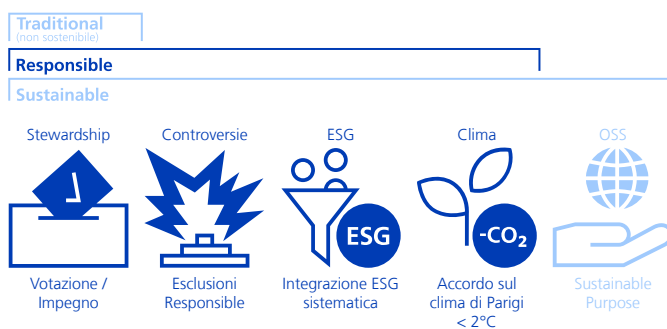 Traditional
(non sostenibile)
Responsible
Sustainable
Stewardship
Controversie
ESG
Clima
OSS
ESG
-CO₂
Votazione /
Impegno
Esclusioni
Responsible
Integrazione ESG
sistematica
Accordo sul
clima di Parigi
< 2°C
Sustainable
Purpose